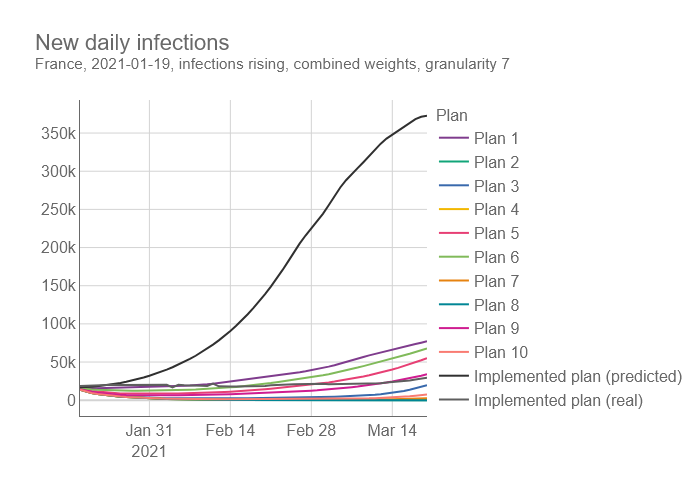 New daily infections
France, 2021-01-19, infections rising, combined weights, granularity 7
Plan
350k
300k
250k
200k
150k
100k
50k
0
Jan 31
2021
Feb 14
Feb 28
Mar 14
Plan 1
Plan 2
Plan 3
Plan 4
Plan 5
Plan 6
Plan 7
Plan 8
Plan 9
Plan 10
Implemented plan (predicted)
Implemented plan (real)